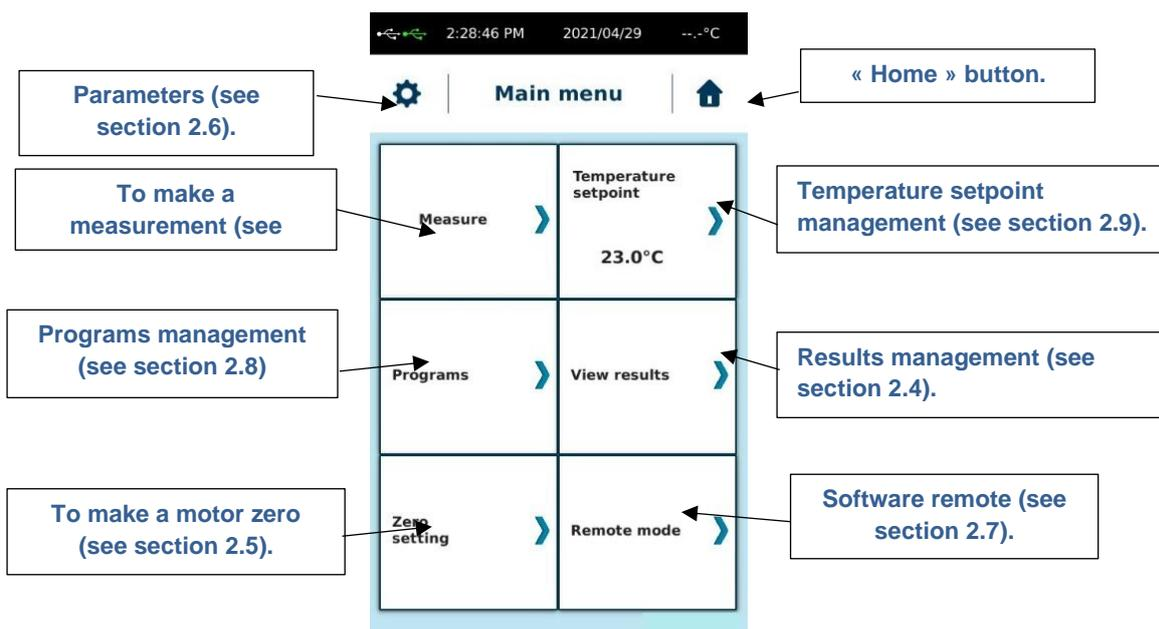 2:28:46 PM 2021/04/29 --.-°C
Main menu
« Home » button.
Parameters (see
section 2.6).
To make a
measurement (see
Measure
Temperature
setpoint
23.0°C
Temperature setpoint
management (see section 2.9).
Programs management
(see section 2.8)
Programs
View results
Results management (see
section 2.4).
To make a motor zero
(see section 2.5).
Zero
setting
Remote mode
Software remote (see
section 2.7).